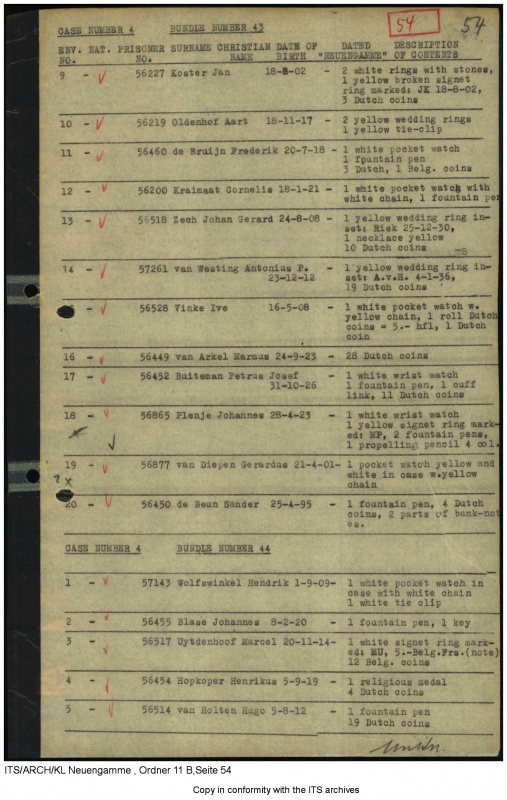 54 54
CASE NUMBER 4 BUNDLE NUMBER 43
ENV. NAT. PRISONER SURNAME CHRISTIAN DATE OF DATED DESCRIPTION
NO. NO. NAME BIRTH "NEUENGAMME" OF CONTENTS
9 - 56227 Koster Jan 18-8-02 - 2 white rings with stones,
1 yellow broken signet
ring marked: JK 18-8-02,
3 Dutch coins
10 - 56219 Oldenhof Aart 18-11-17 - 2 yellow wedding rings
1 yellow tie-clip
11 - 56460 de Bruijn Frederik 20-7-18 - 1 white pocket watch
1 fpuntain pen
3 Dutch, 1 Belg. coins
12 - 56200 Kraimaat Cornelis 18-1-21 - 1 white pocket watch with
white chain, 1 fountain pen
13 - 56518 Zech Johan Gerard 24-8-08 - 1 yellow wedding ring in-
set: Riek 25-12-30,
1 necklace yellow
10 Dutch coins
14 - 57261 van Westing Antonius P. - 1 yellow wedding ring in-
23-12-12 set: A.v.H. 4-1-36,
19 Dutch coins
- 56528 Vinke Ive 16-5-08 - 1 white pocket watch w.
yellow chain, 1 roll Dutch
coins = 5.- hfl, 1 Dutch
coin
16 - 56449 van Arkel Marmus 24-9-23 - 28 Dutch coins
17 - 56452 Buiteman Petrus Josef - 1 white wrist watch
31-10-26 1 fountain pen, 1 cuff
link, 11 Dutch coins
18 - 56865 Plenje Johannes 28-4-23 - 1 white wrist watch
1 yellow signet ring mark-
ed: MP, 2 fountain pens,
1 propelling pencil 4 col.
19 - 56877 van Diepen Gerardus 21-4-01- 1 pocket watch yellow and
white in case w.yellow
chain
? x
20 - 56450 de Beun Sander 25-4-95 - 1 fountain pen, 4 Dutch
coins, 2 parts of bank-not
es.
CASE NUMBER 4 BUNDLE NUMBER 44
1 - 57143 Wolfswinkel Hendrik 1-9-09- 1 white pocket watch in
case with white chain
1 white tie clip
2 - 56455 Blase Johannes 8-2-20 - 1 fountain pen, 1 key
3 - 56517 Uytdenhoof Marcel 20-11-14- 1 white signet ring mark-
ed: MU, 5.-Belg.Frs.(note)
12 Belg. coins
4 - 56454 Hopkoper Henrikus 5-9-19 - 1 religious medal
4 Dutch coins
5 - 56514 van Holten Hugo 5-8-12 - 1 fountain pen
19 Dutch coins
ITS/ARCH/KL Neuengamme , Ordner 11 B,Seite 54
Copy in conformity with the ITS archives